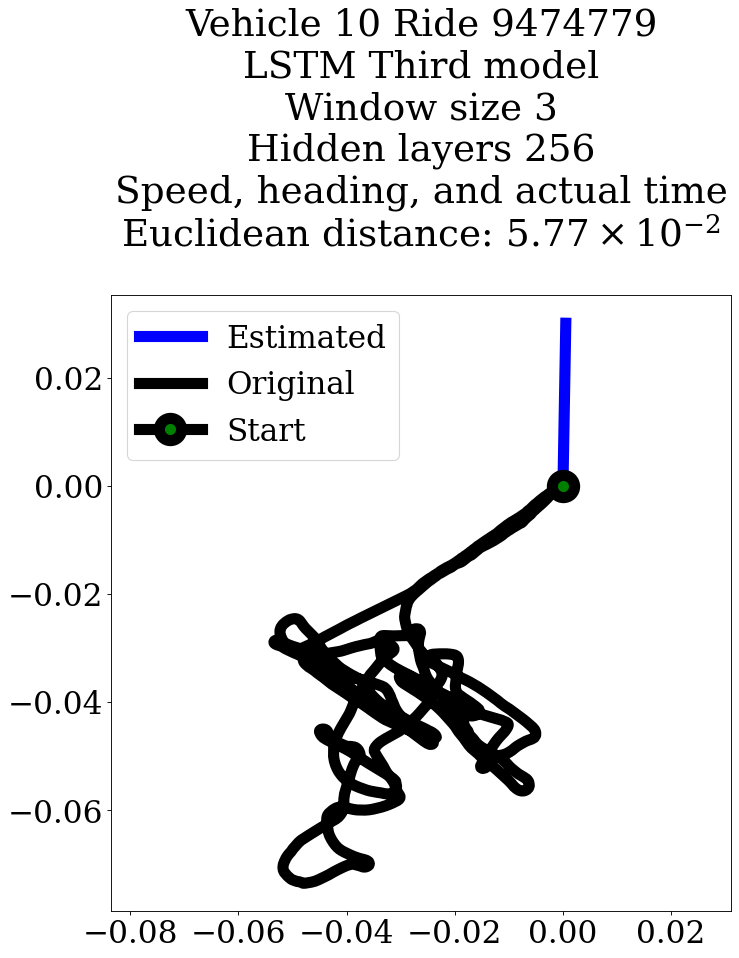 Vehicle 10 Ride 9474779
LSTM Third model
Window size 3
Hidden layers 256
Speed, heading, and actual time
Euclidean distance: 5.77 × 10⁻²
Estimated
Original
Start
0.02
0.00
−0.02
−0.04
−0.06
−0.08 −0.06 −0.04 −0.02 0.00 0.02